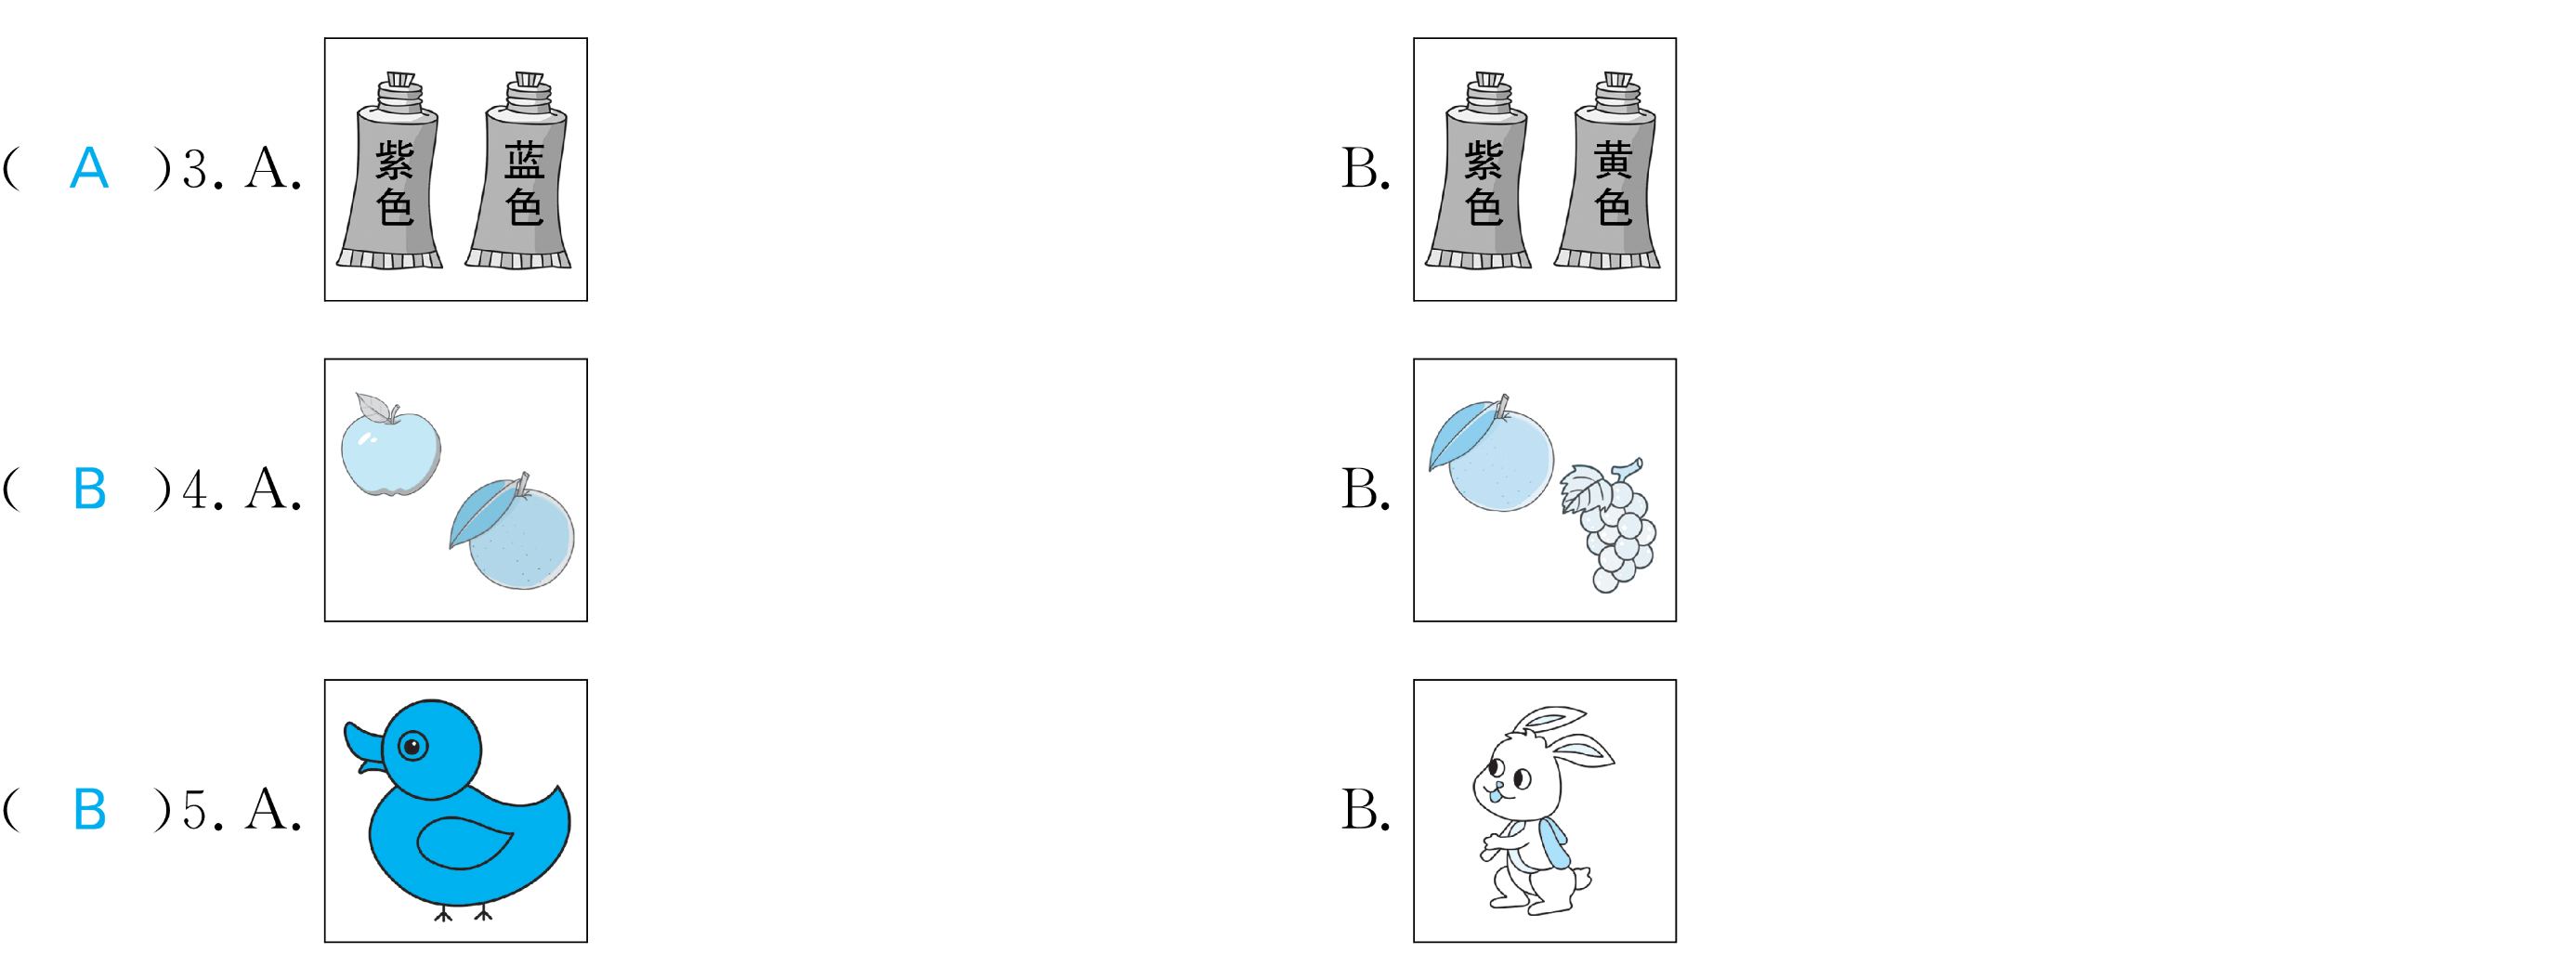 ( A )3. A. 紫色 蓝色 B. 紫色 黄色
( B )4. A. B.
( B )5. A. B.